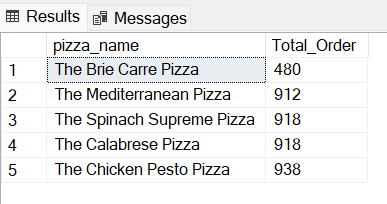 Results Messages
pizza_name Total_Order
1 The Brie Carre Pizza 480
2 The Mediterranean Pizza 912
3 The Spinach Supreme Pizza 918
4 The Calabrese Pizza 918
5 The Chicken Pesto Pizza 938